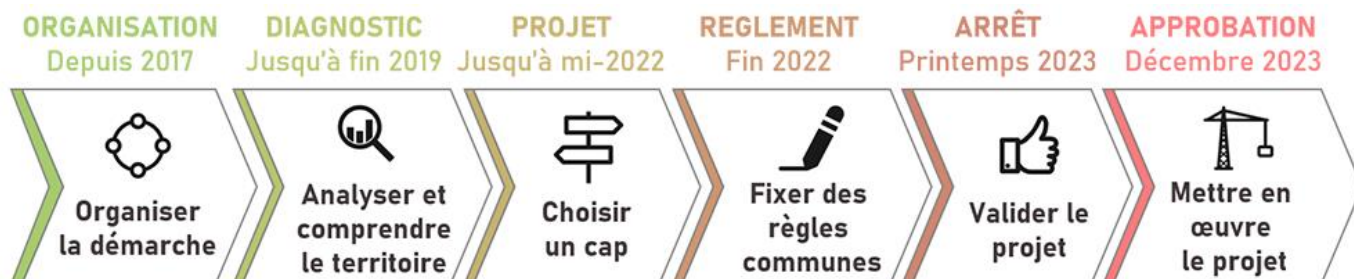 ORGANISATION
Depuis 2017
Organiser
la démarche
DIAGNOSTIC
Jusqu'à fin 2019
Analyser et
comprendre
le territoire
PROJET
Jusqu'à mi-2022
Choisir
un cap
REGLEMENT
Fin 2022
Fixer des
règles
communes
ARRÊT
Printemps 2023
Valider le
projet
APPROBATION
Décembre 2023
Mettre en
œuvre
le projet